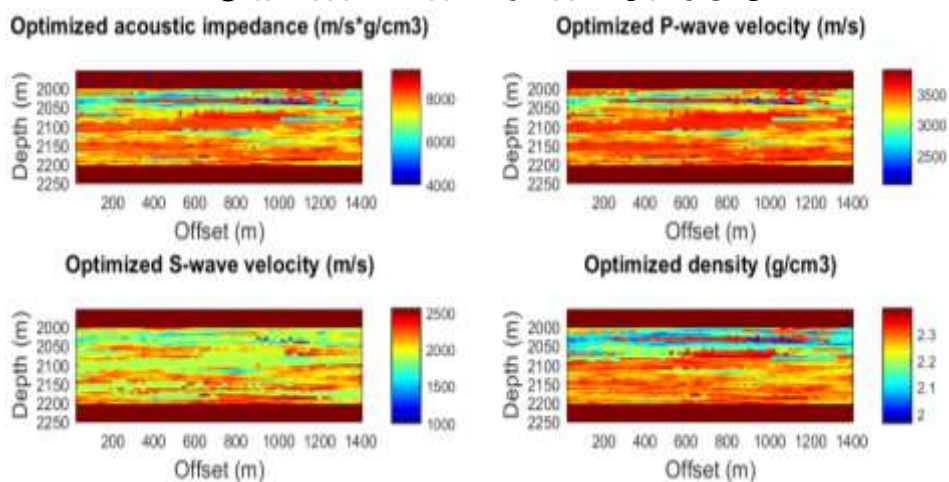 Optimized acoustic impedance (m/s*g/cm3)
Optimized P-wave velocity (m/s)
Depth (m)
2000
2050
2100
2150
2200
2250
200 400 600 800 1000 1200 1400
Offset (m)
8000
6000
4000
Depth (m)
2000
2050
2100
2150
2200
2250
200 400 600 800 1000 1200 1400
Offset (m)
3500
3000
2500
Optimized S-wave velocity (m/s)
Optimized density (g/cm3)
Depth (m)
2000
2050
2100
2150
2200
2250
200 400 600 800 1000 1200 1400
Offset (m)
2500
2000
1500
1000
Depth (m)
2000
2050
2100
2150
2200
2250
200 400 600 800 1000 1200 1400
Offset (m)
2.3
2.2
2.1
2